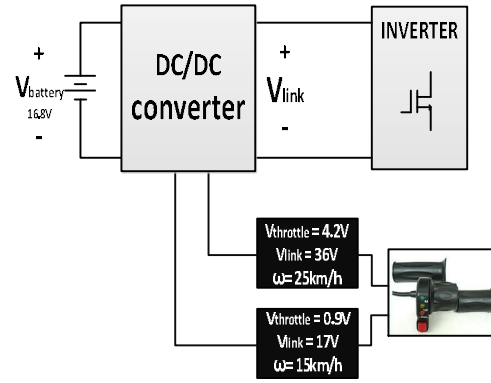 +
Vbattery
16.8V
-
DC/DC
converter
+
Vlink
-
INVERTER
Vthrottle = 4.2V
Vlink = 36V
ω=25km/h
Vthrottle = 0.9V
Vlink = 17V
ω=15km/h